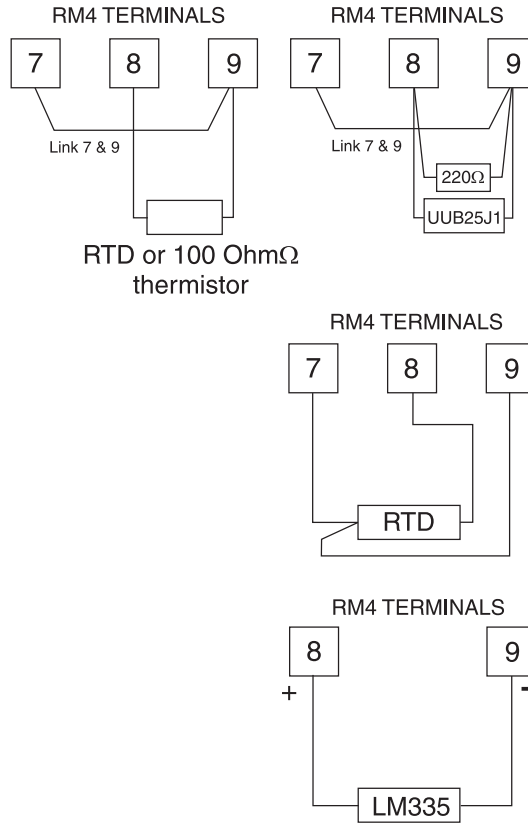 RM4 TERMINALS
7 8 9
Link 7 & 9
RTD or 100 OhmΩ
thermistor
RM4 TERMINALS
7 8 9
Link 7 & 9
220Ω
UUB25J1
RM4 TERMINALS
7 8 9
RTD
RM4 TERMINALS
8 9
+ -
LM335